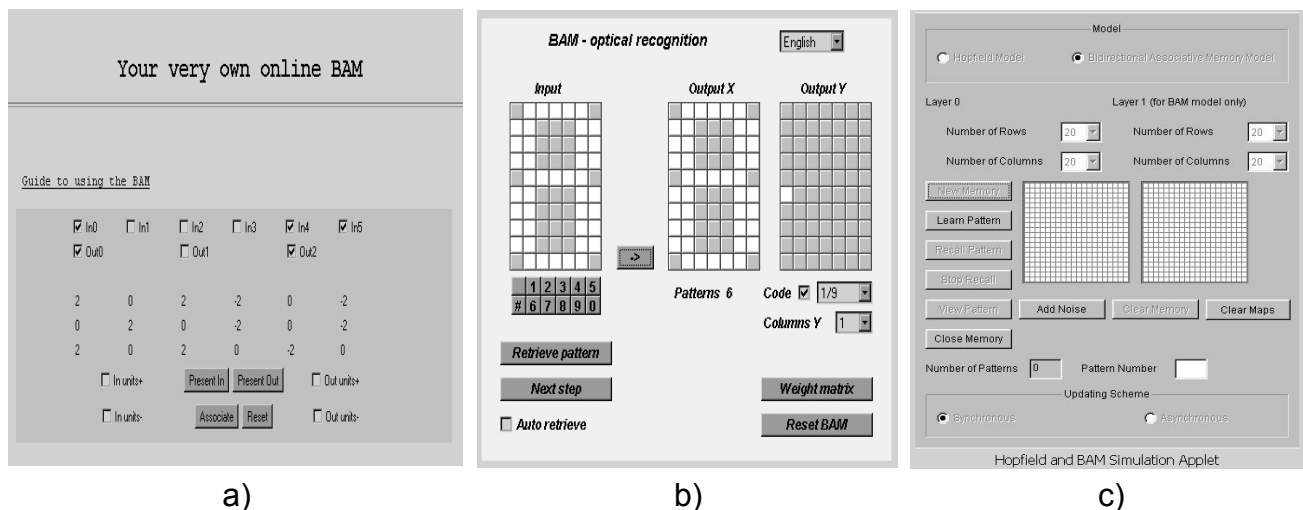 Your very own online BAM
Guide to using the BAM
In0 In1 In2 In3 In4 In5
Out0 Out1 Out2
2 0 2 -2 0 -2
0 2 0 -2 0 -2
2 0 2 0 -2 0
In units+ Present In Present Out Out units+
In units- Associate Reset Out units-
a)
BAM - optical recognition English
Input Output X Output Y
->
1 2 3 4 5
# 6 7 8 9 0
Patterns 6 Code 1/9
Columns Y 1
Retrieve pattern
Next step Weight matrix
Auto retrieve Reset BAM
b)
Model
Hopfield Model Bidirectional Associative Memory Model
Layer 0 Layer 1 (for BAM model only)
Number of Rows 20 Number of Rows 20
Number of Columns 20 Number of Columns 20
New Memory
Learn Pattern
Recall Pattern
Stop Recall
View Pattern Add Noise Clear Memory Clear Maps
Close Memory
Number of Patterns 0 Pattern Number
Updating Scheme
Synchronous Asynchronous
Hopfield and BAM Simulation Applet
c)